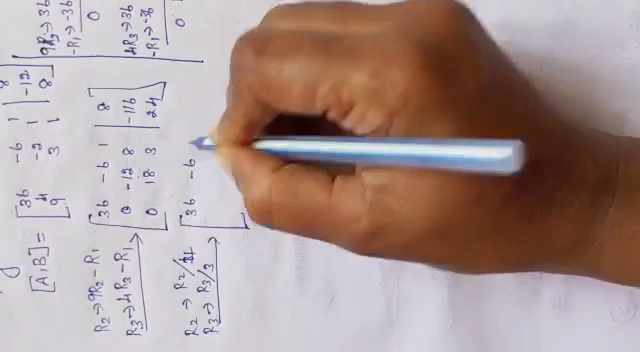 [A,B] = [36 -6 1 | 8
4 -2 1 | -12
9 3 1 | 8]
R2→9R2-R1
R3→4R3-R1
[36 -6 1 | 8
0 -12 8 | -116
0 18 3 | 24]
R2→R2/4
R3→R3/3
[36 -6
9R2→36
-R1→-36
0
4R3→36
-R1→-36
0